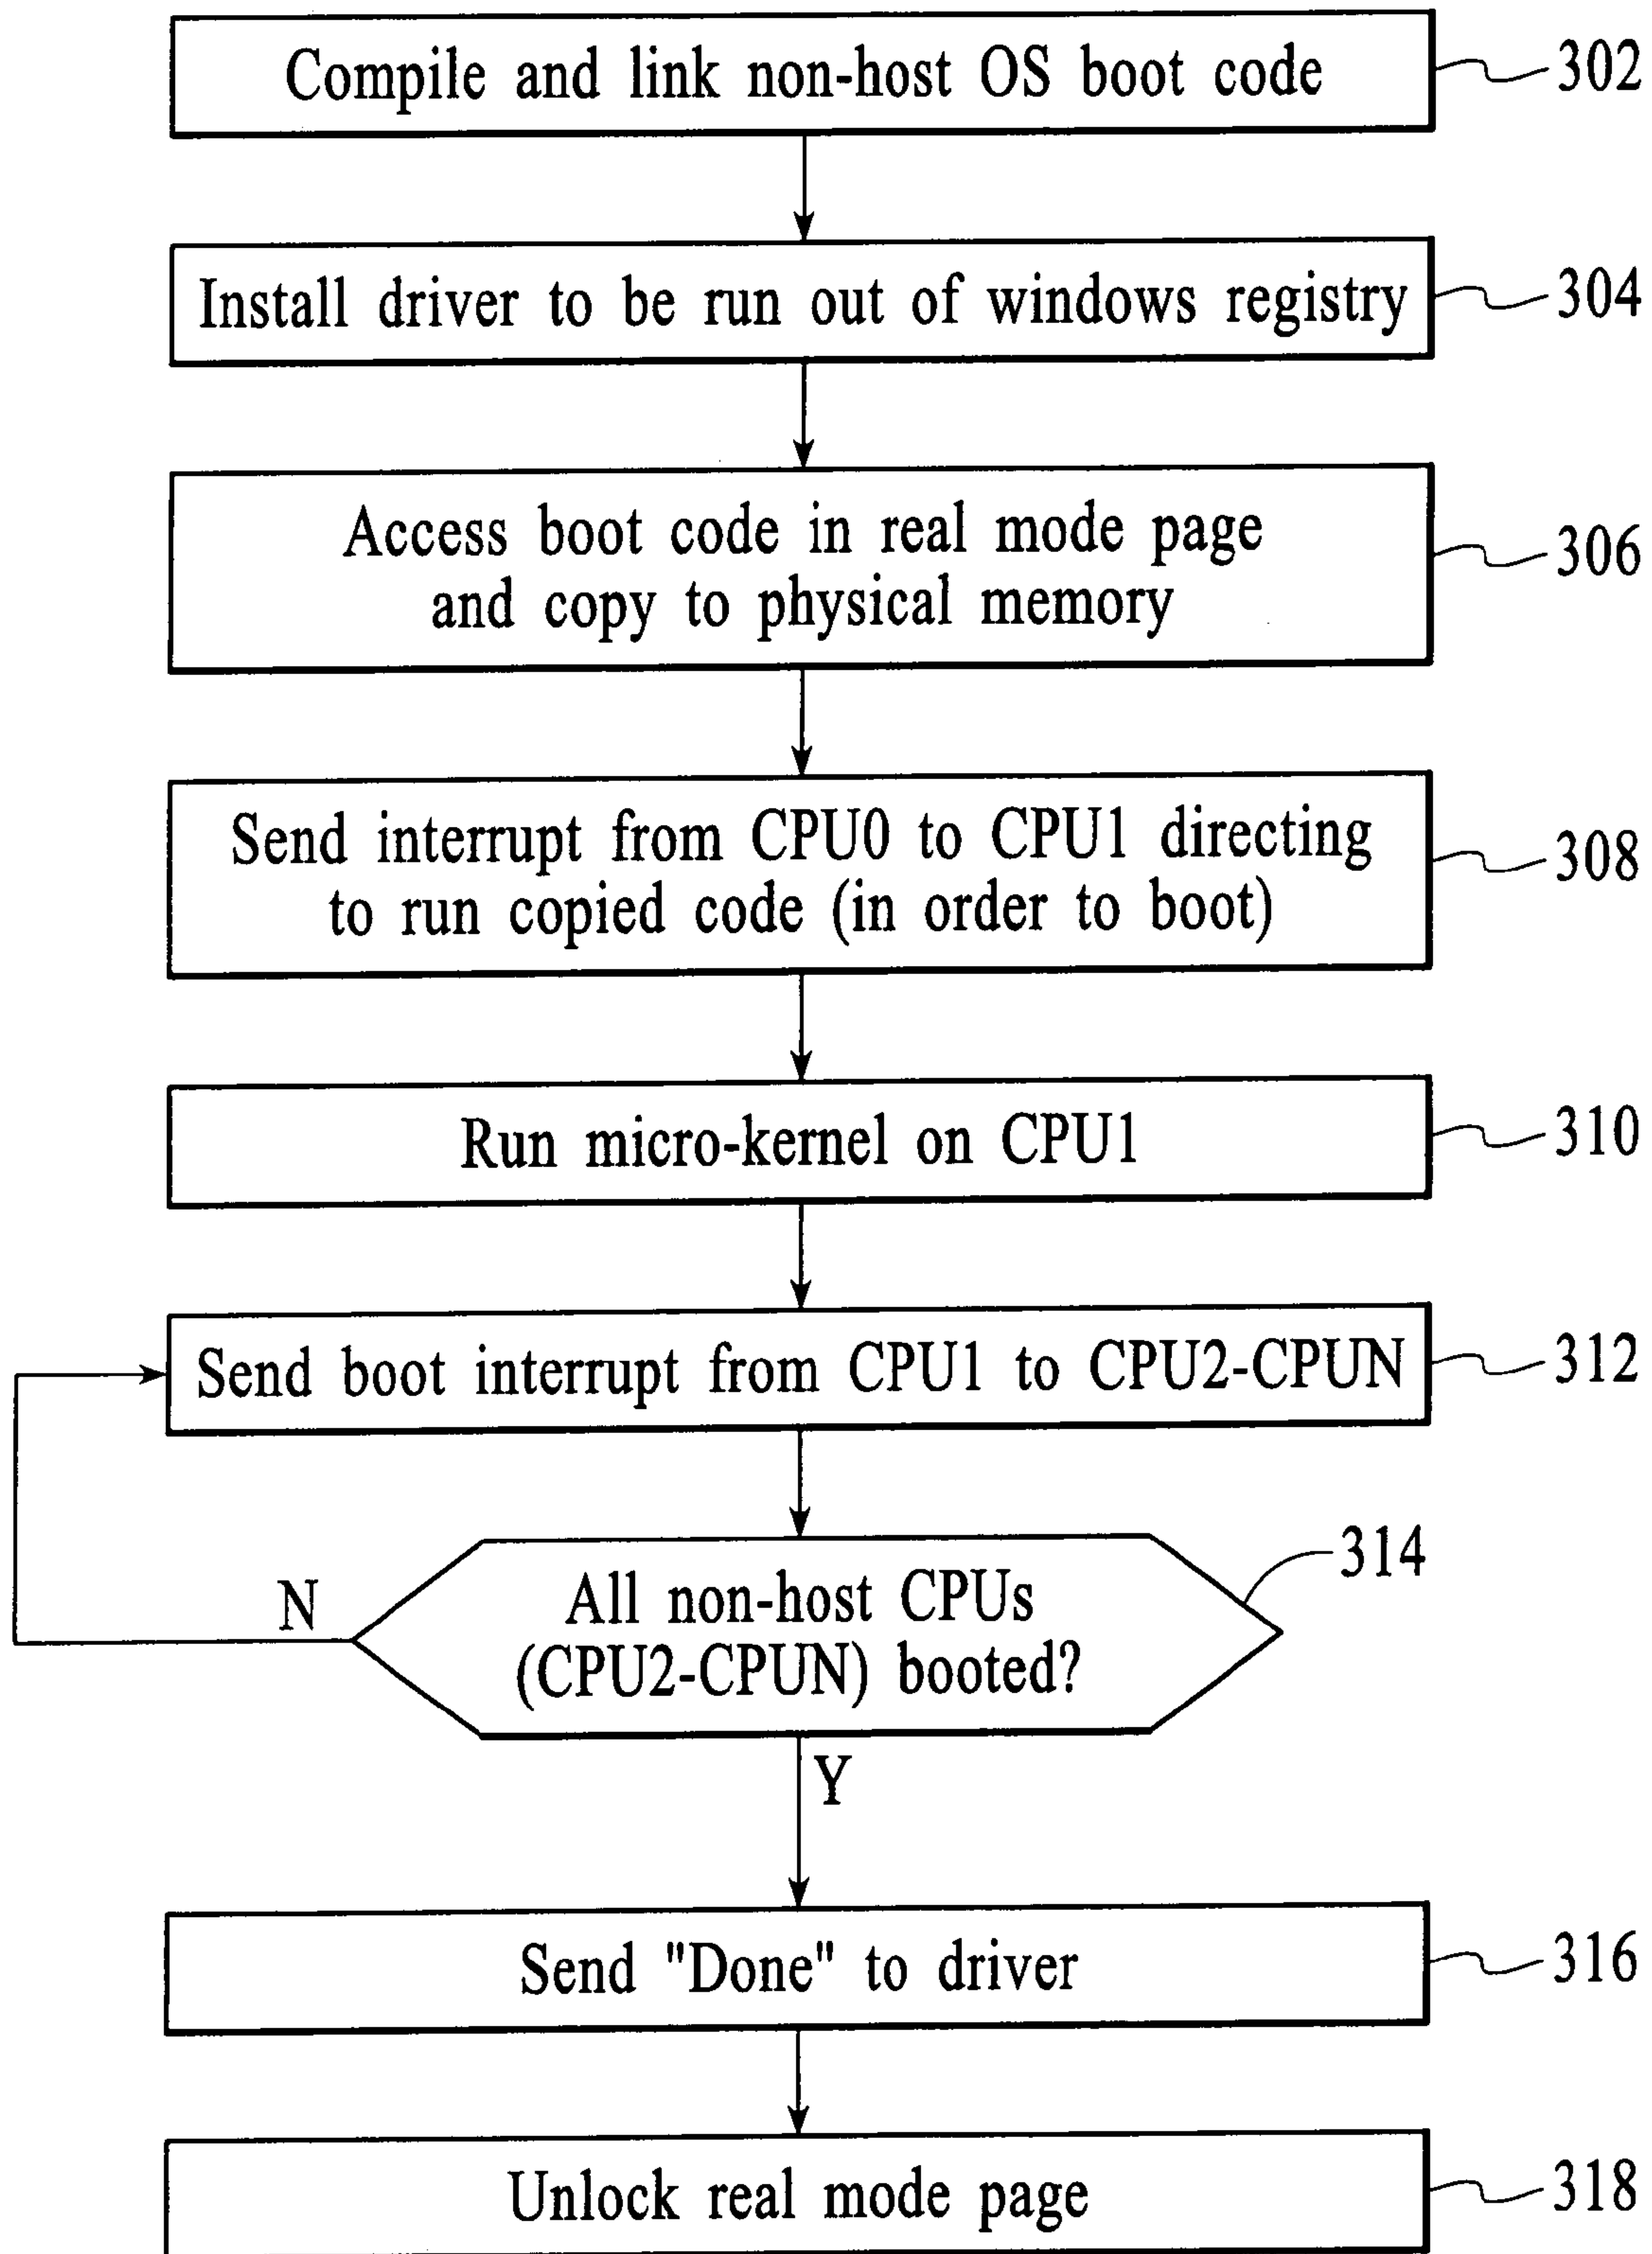 Compile and link non-host OS boot code
302
Install driver to be run out of windows registry
304
Access boot code in real mode page
and copy to physical memory
306
Send interrupt from CPU0 to CPU1 directing
to run copied code (in order to boot)
308
Run micro-kernel on CPU1
310
Send boot interrupt from CPU1 to CPU2-CPUN
312
All non-host CPUs
(CPU2-CPUN) booted?
314
N
Y
Send "Done" to driver
316
Unlock real mode page
318